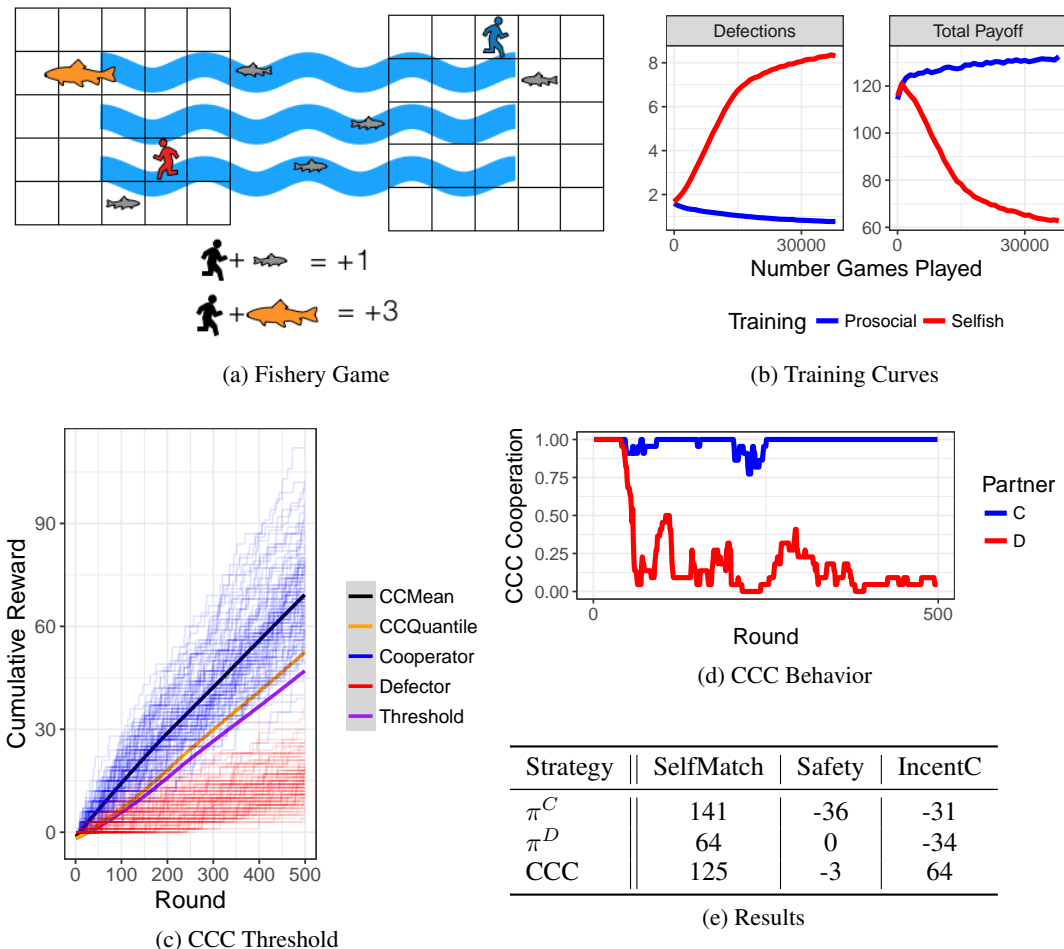 = +1
+
= +3
+
(a) Fishery Game
Defections
Total Payoff
8
6
4
2
0
30000
120
100
80
60
0
30000
Number Games Played
Training
Prosocial
Selfish
(b) Training Curves
90
60
30
0
0
100
200
300
400
500
Cumulative Reward
Round
CCMean
CCQuantile
Cooperator
Defector
Threshold
(c) CCC Threshold
1.00
0.75
0.50
0.25
0.00
0
500
CCC Cooperation
Round
Partner
C
D
(d) CCC Behavior
Strategy SelfMatch Safety IncentC
π^C 141 -36 -31
π^D 64 0 -34
CCC 125 -3 64
(e) Results